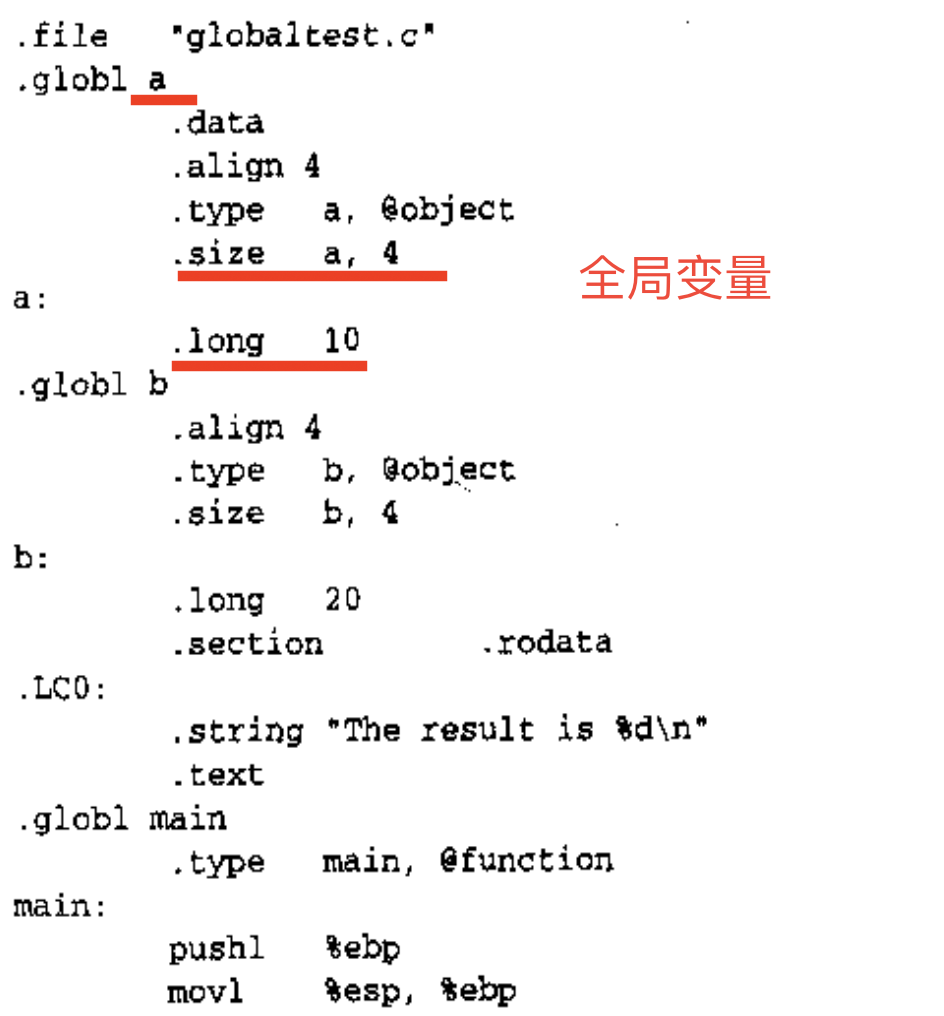 .file "globaltest.c"
.globl a
.data
.align 4
.type a, @object
.size a, 4
全局变量
a:
.long 10
.globl b
.align 4
.type b, @object
.size b, 4
b:
.long 20
.section .rodata
.LC0:
.string "The result is %d\n"
.text
.globl main
.type main, @function
main:
pushl %ebp
movl %esp, %ebp